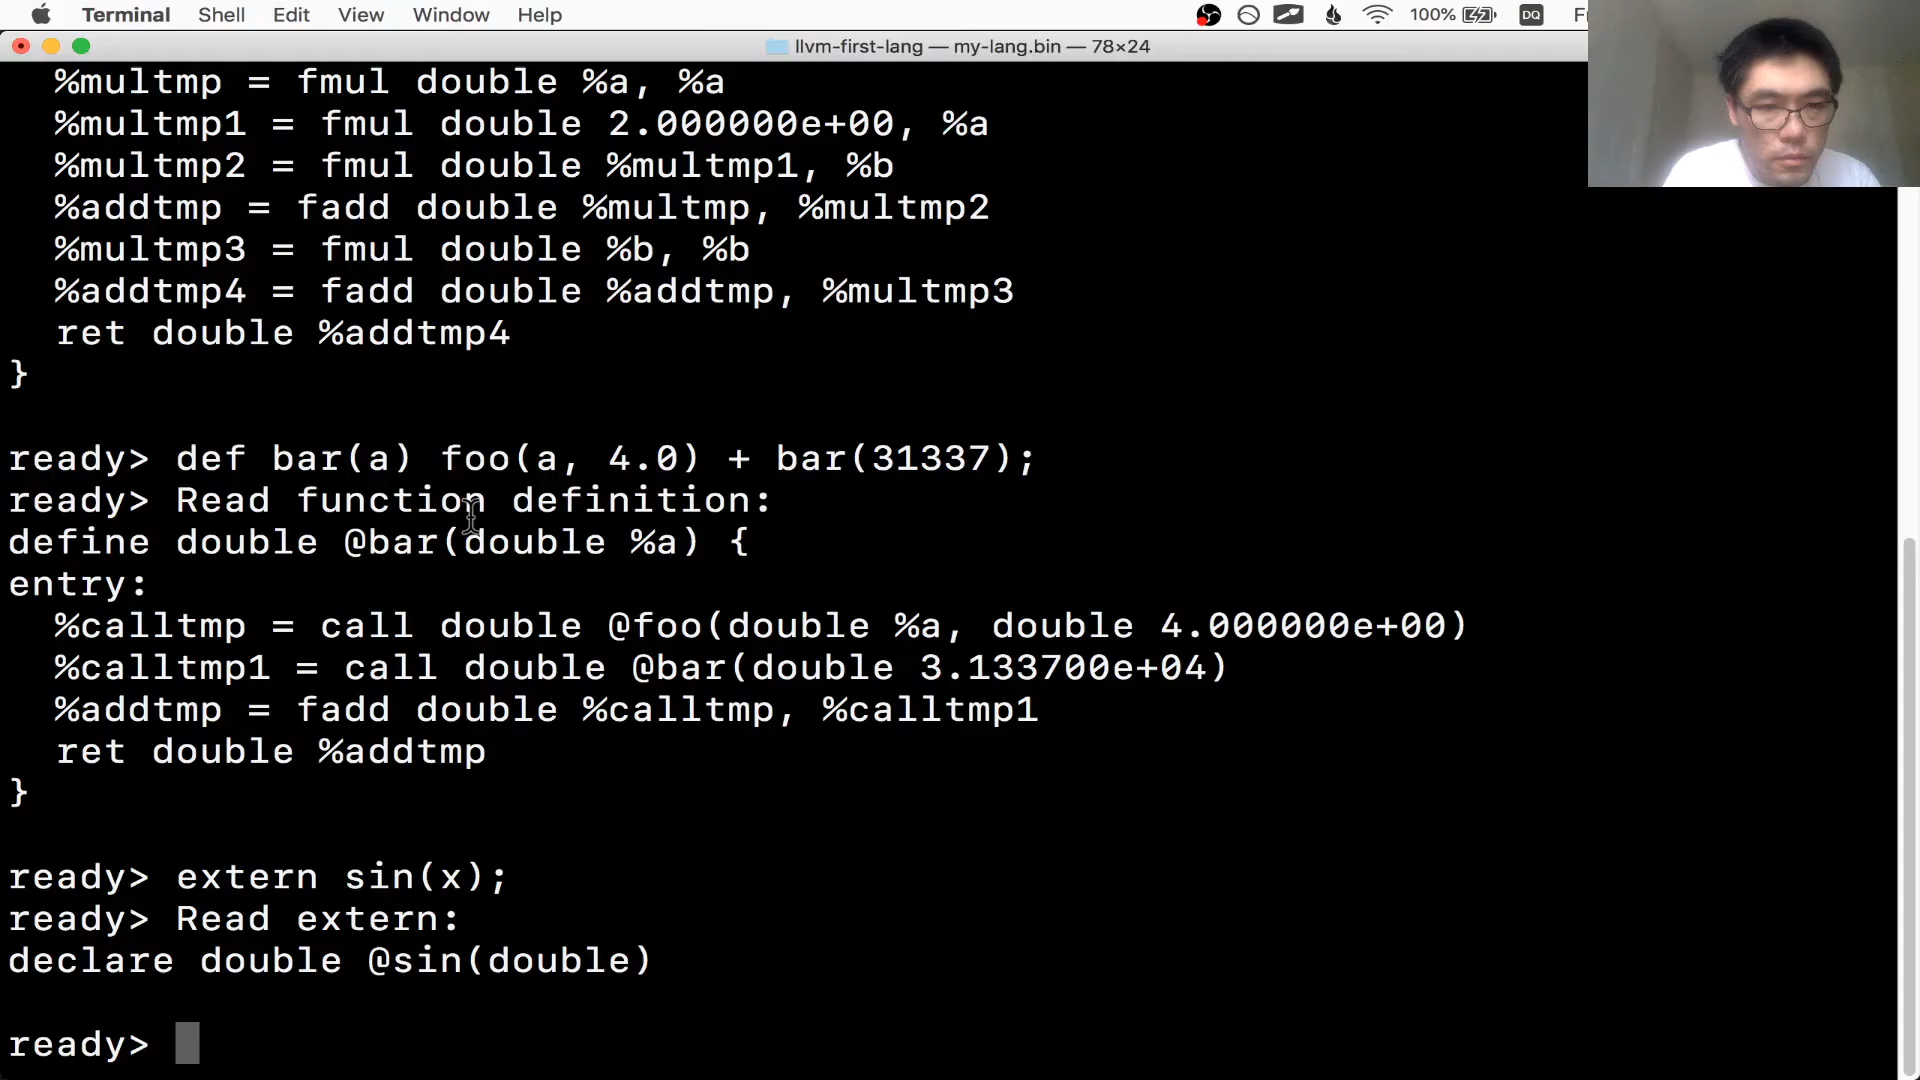 Terminal Shell Edit View Window Help 100% DQ
llvm-first-lang — my-lang.bin — 78×24
%multmp = fmul double %a, %a
%multmp1 = fmul double 2.000000e+00, %a
%multmp2 = fmul double %multmp1, %b
%addtmp = fadd double %multmp, %multmp2
%multmp3 = fmul double %b, %b
%addtmp4 = fadd double %addtmp, %multmp3
ret double %addtmp4
}
ready> def bar(a) foo(a, 4.0) + bar(31337);
ready> Read function definition:
define double @bar(double %a) {
entry:
%calltmp = call double @foo(double %a, double 4.000000e+00)
%calltmp1 = call double @bar(double 3.133700e+04)
%addtmp = fadd double %calltmp, %calltmp1
ret double %addtmp
}
ready> extern sin(x);
ready> Read extern:
declare double @sin(double)
ready>